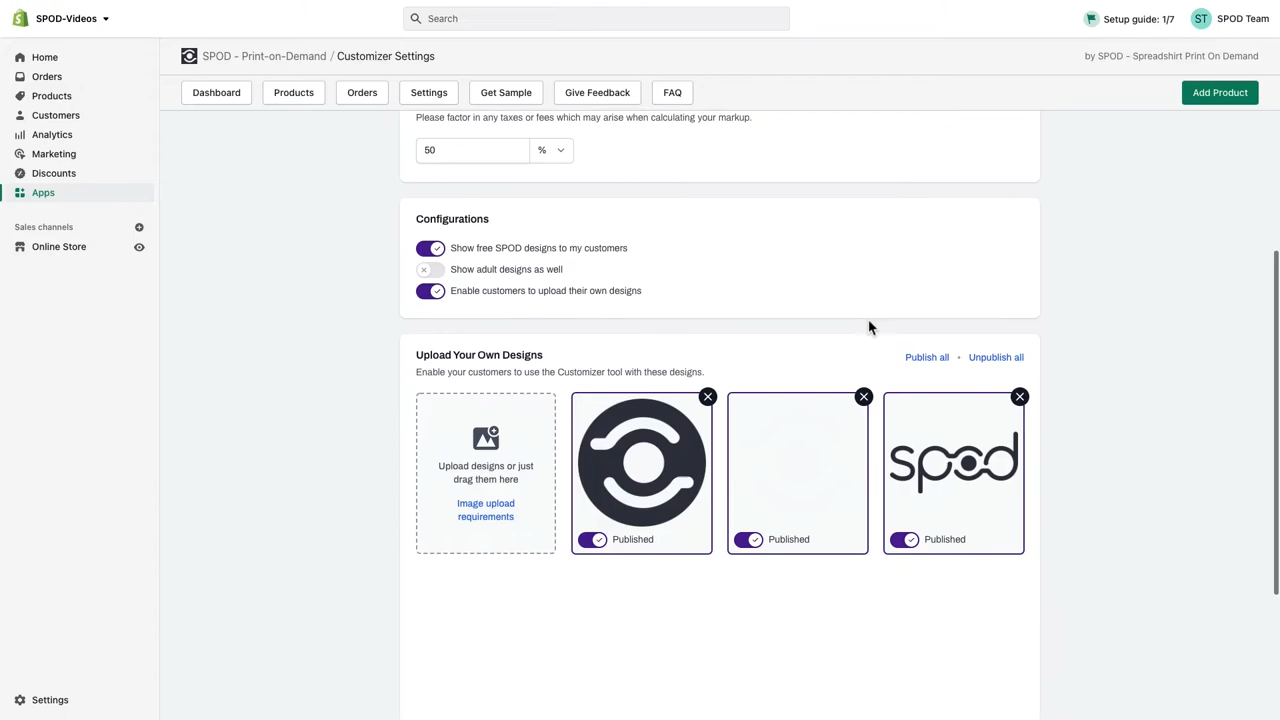 SPOD-Videos
Search
Setup guide: 1/7
ST
SPOD Team
Home
Orders
Products
Customers
Analytics
Marketing
Discounts
Apps
Sales channels
Online Store
Settings
SPOD - Print-on-Demand / Customizer Settings
by SPOD - Spreadshirt Print On Demand
Dashboard
Products
Orders
Settings
Get Sample
Give Feedback
FAQ
Add Product
Please factor in any taxes or fees which may arise when calculating your markup.
50
%
Configurations
Show free SPOD designs to my customers
Show adult designs as well
Enable customers to upload their own designs
Upload Your Own Designs
Publish all • Unpublish all
Enable your customers to use the Customizer tool with these designs.
Upload designs or just
drag them here
Image upload
requirements
Published
Published
spod
Published